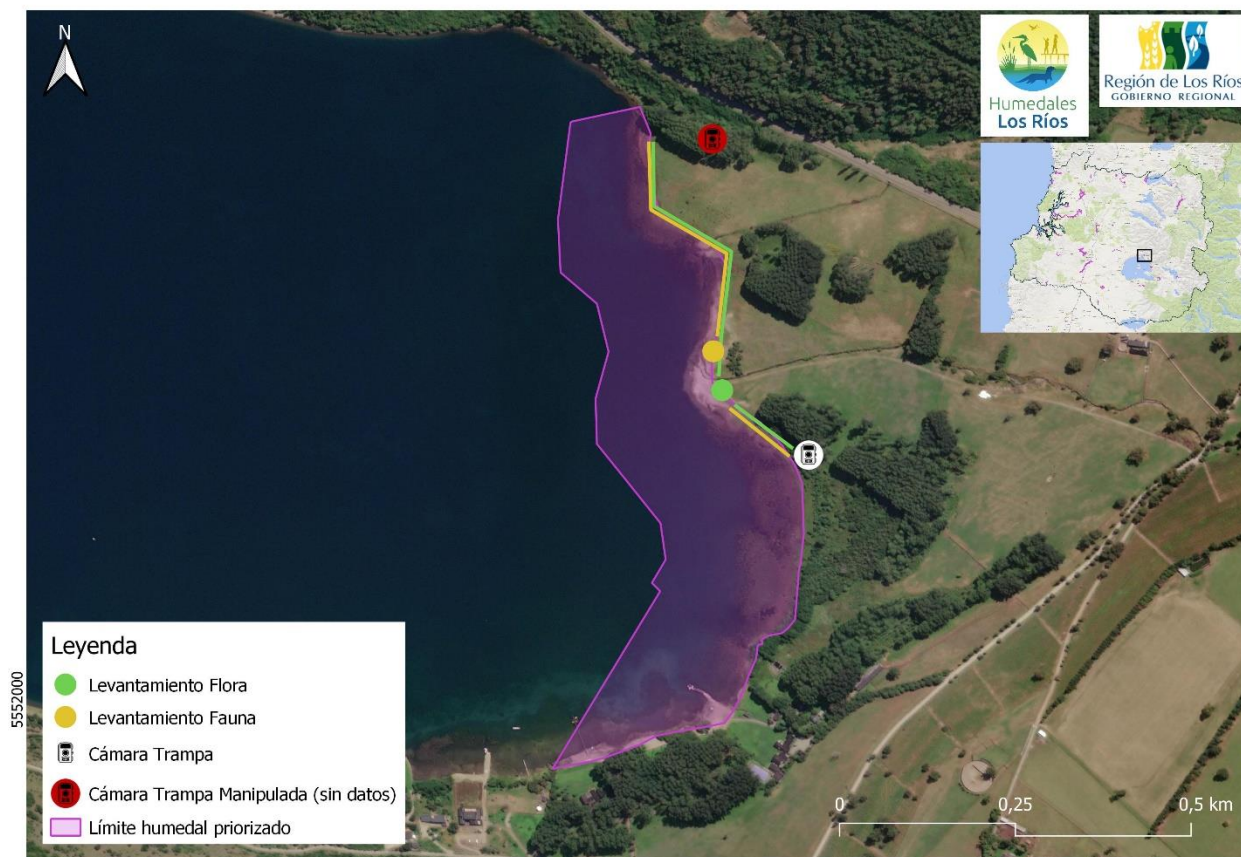 N
Humedales
Los Ríos
Región de Los Ríos
GOBIERNO REGIONAL
5552000
Leyenda
Levantamiento Flora
Levantamiento Fauna
Cámara Trampa
Cámara Trampa Manipulada (sin datos)
Límite humedal priorizado
0
0,25
0,5 km